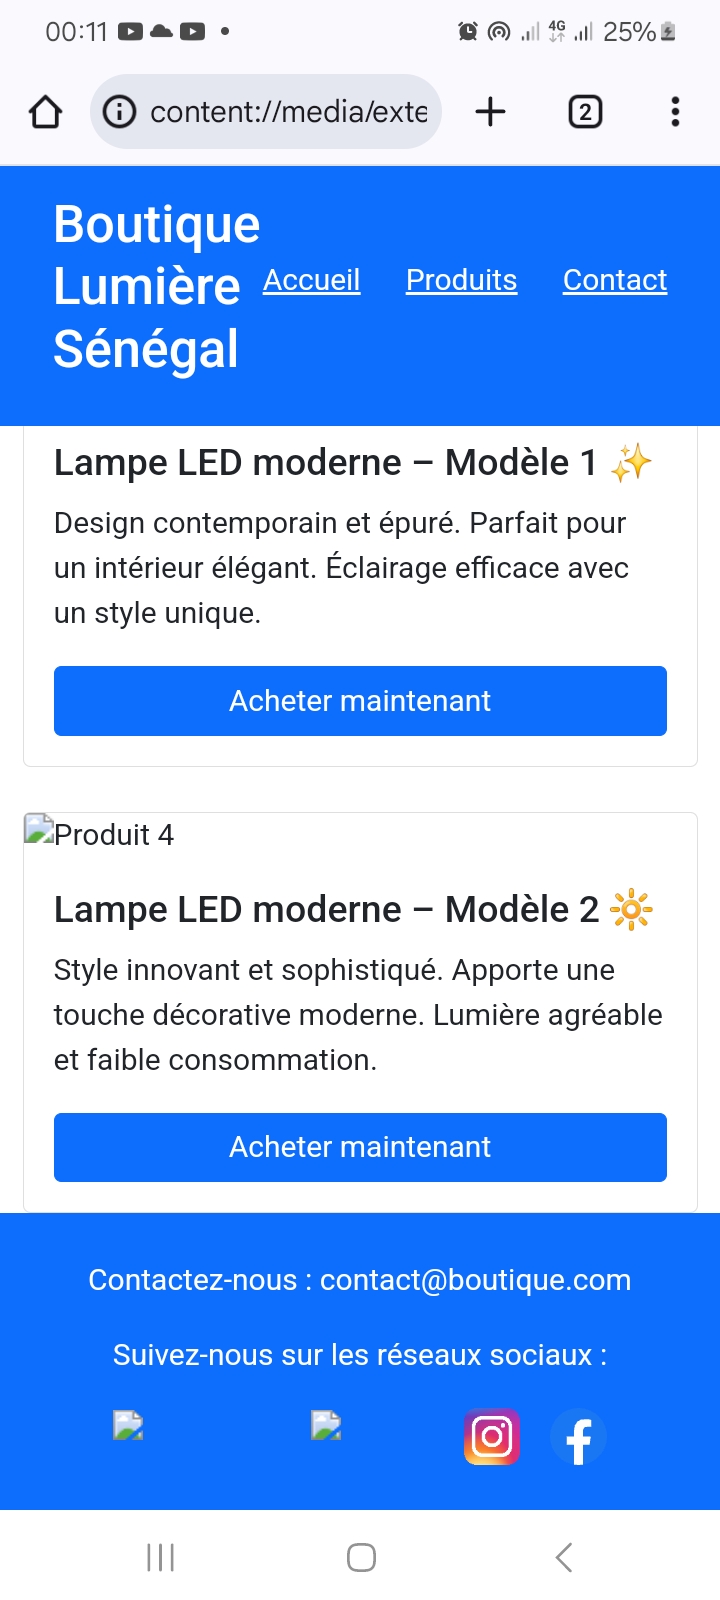 00:11 4G 25%
content://media/exte 2
Boutique
Lumière
Sénégal
Accueil Produits Contact
Lampe LED moderne – Modèle 1 ✨
Design contemporain et épuré. Parfait pour
un intérieur élégant. Éclairage efficace avec
un style unique.
Acheter maintenant
Produit 4
Lampe LED moderne – Modèle 2 🔆
Style innovant et sophistiqué. Apporte une
touche décorative moderne. Lumière agréable
et faible consommation.
Acheter maintenant
Contactez-nous : contact@boutique.com
Suivez-nous sur les réseaux sociaux :